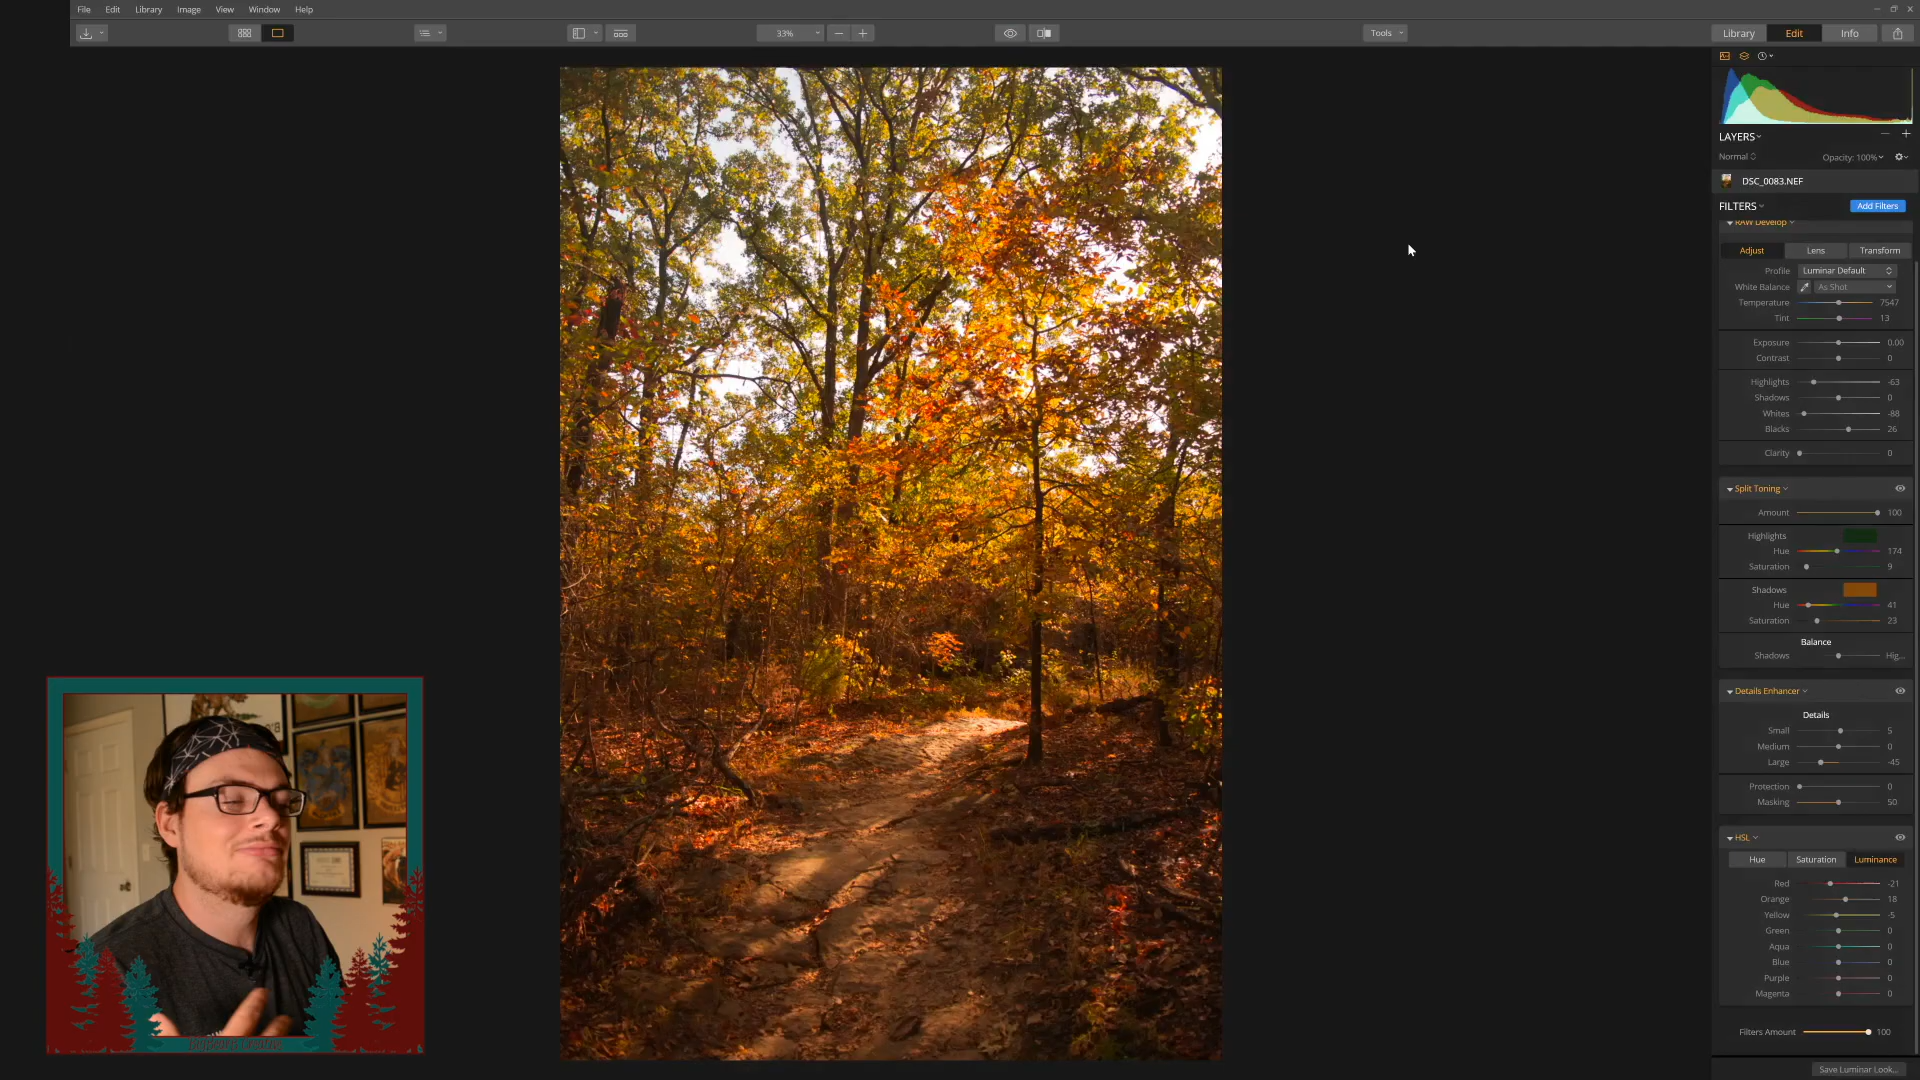 File Edit Library Image View Window Help
33% Tools Library Edit Info
LAYERS
Normal Opacity: 100%
DSC_0083.NEF
FILTERS Add Filters
RAW Develop
Adjust Lens Transform
Profile Luminar Default
White Balance As Shot
Temperature 7547
Tint 13
Exposure 0.00
Contrast 0
Highlights -63
Shadows 0
Whites -88
Blacks 26
Clarity 0
Split Toning
Amount 100
Highlights
Hue 174
Saturation 9
Shadows
Hue 41
Saturation 23
Balance
Shadows Hig...
Details Enhancer
Details
Small 5
Medium 0
Large -45
Protection 0
Masking 50
HSL
Hue Saturation Luminance
Red -21
Orange 18
Yellow -5
Green 0
Aqua 0
Blue 0
Purple 0
Magenta 0
Filters Amount 100
Save Luminar Look...